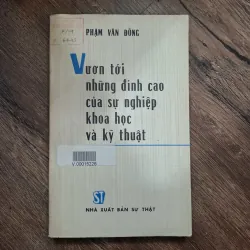 PHẠM VĂN ĐỒNG
Vươn tới
những đỉnh cao
của sự nghiệp
khoa học
và kỹ thuật
ST
NHÀ XUẤT BẢN SỰ THẬT